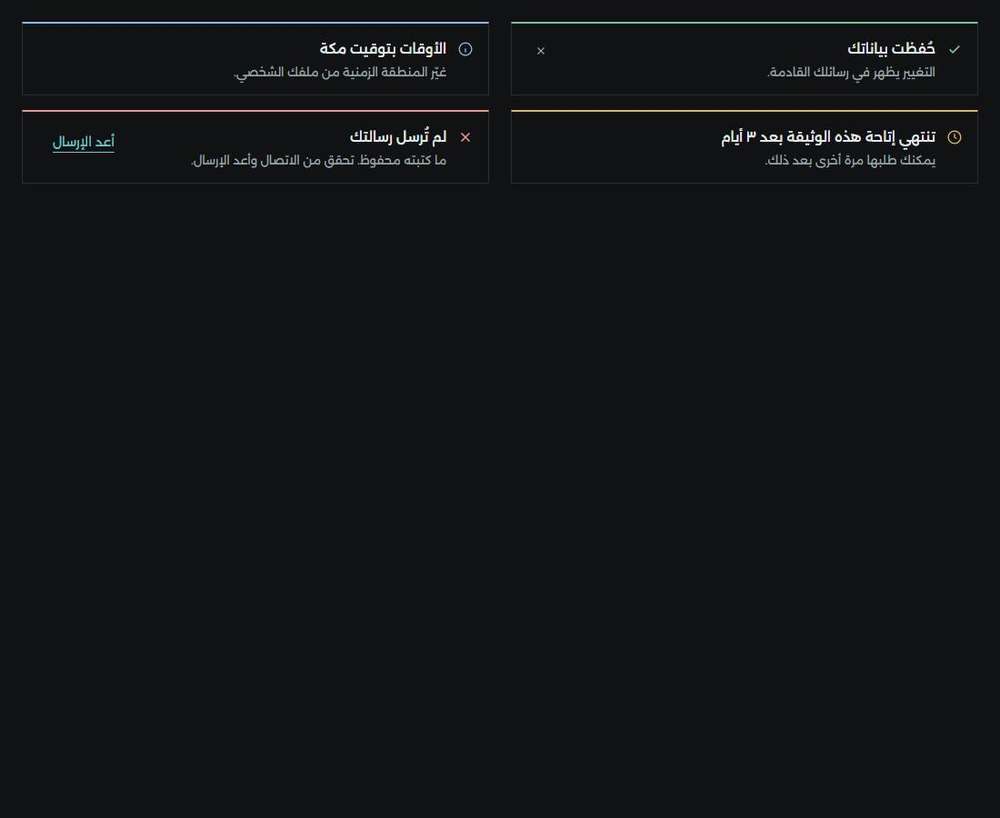 حُفظت بياناتك
التغيير يظهر في رسائلك القادمة.
الأوقات بتوقيت مكة
غيّر المنطقة الزمنية من ملفك الشخصي.
تنتهي إتاحة هذه الوثيقة بعد ٣ أيام
يمكنك طلبها مرة أخرى بعد ذلك.
لم تُرسل رسالتك
ما كتبته محفوظ. تحقق من الاتصال وأعد الإرسال.
أعد الإرسال